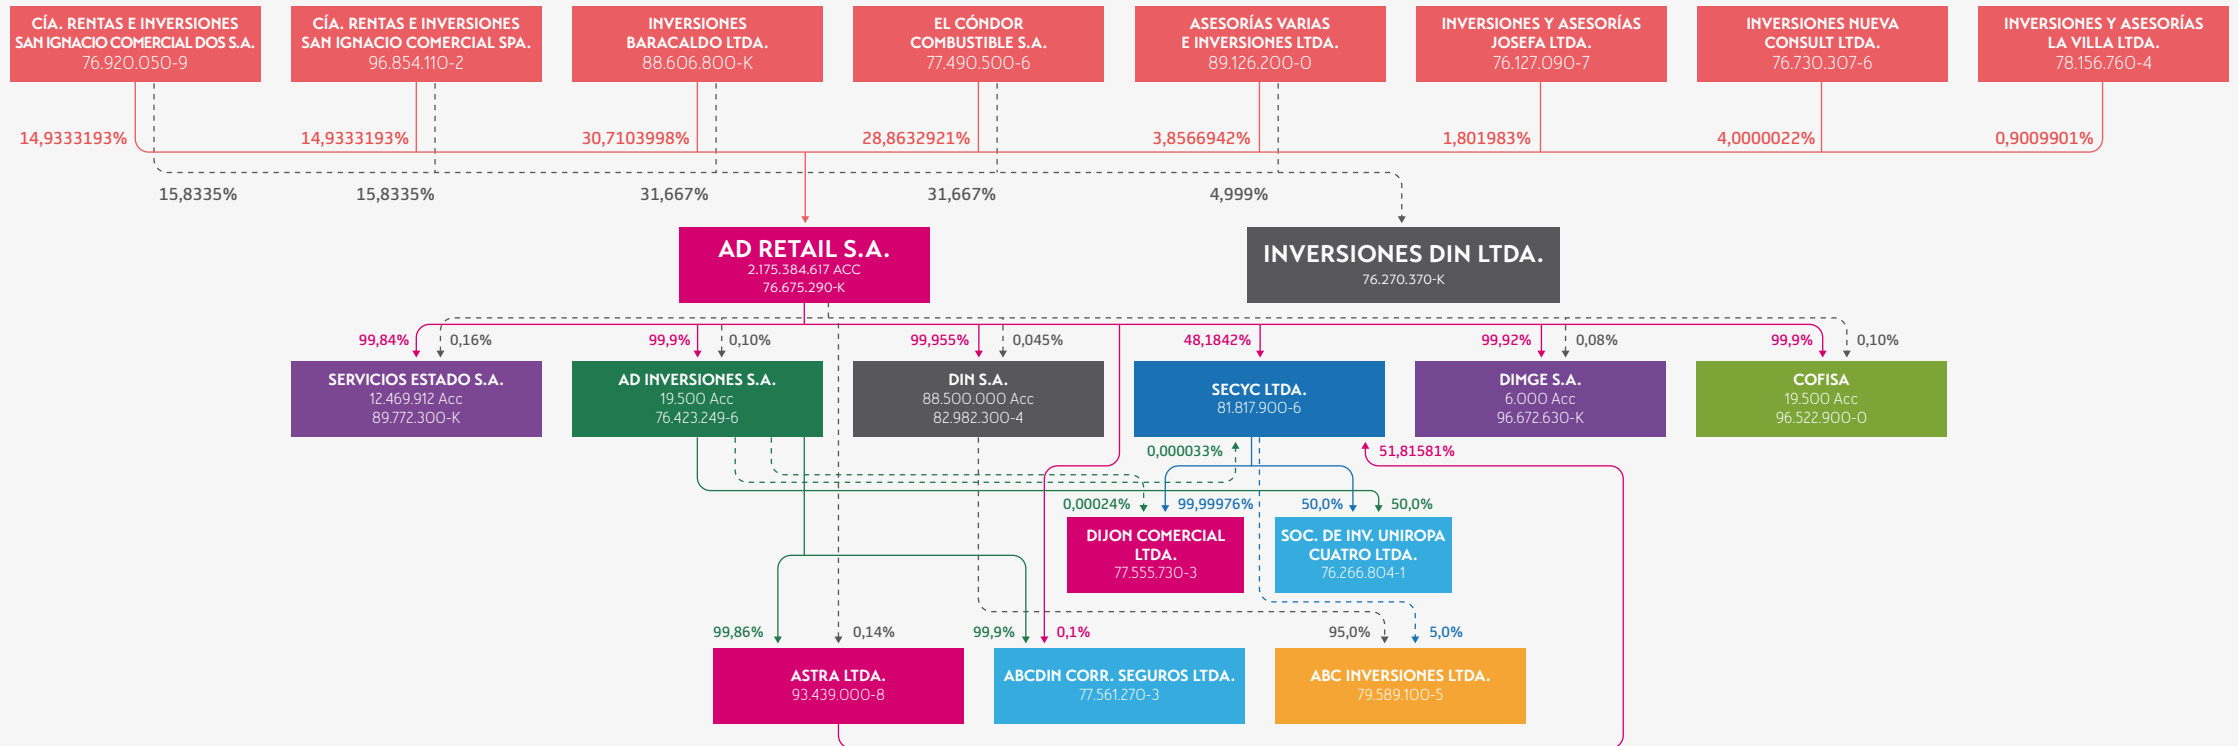 CÍA. RENTAS E INVERSIONES
SAN IGNACIO COMERCIAL DOS S.A.
76.920.050-9
CÍA. RENTAS E INVERSIONES
SAN IGNACIO COMERCIAL SPA.
96.854.110-2
INVERSIONES
BARACALDO LTDA.
88.606.800-K
EL CÓNDOR
COMBUSTIBLE S.A.
77.490.500-6
ASESORÍAS VARIAS
E INVERSIONES LTDA.
89.126.200-0
INVERSIONES Y ASESORÍAS
JOSEFA LTDA.
76.127.090-7
INVERSIONES NUEVA
CONSULT LTDA.
76.730.307-6
INVERSIONES Y ASESORÍAS
LA VILLA LTDA.
78.156.760-4
14,9333193%
14,9333193%
30,7103998%
28,8632921%
3,8566942%
1,801983%
4,0000022%
0,9009901%
15,8335%
15,8335%
31,667%
31,667%
4,999%
AD RETAIL S.A.
2.175.384.617 ACC
76.675.290-K
INVERSIONES DIN LTDA.
76.270.370-K
99,84%
0,16%
99,9%
0,10%
99,955%
0,045%
48,1842%
99,92%
0,08%
99,9%
0,10%
SERVICIOS ESTADO S.A.
12.469.912 Acc
89.772.300-K
AD INVERSIONES S.A.
19.500 Acc
76.423.249-6
DIN S.A.
88.500.000 Acc
82.982.300-4
SECYC LTDA.
81.817.900-6
DIMGE S.A.
6.000 Acc
96.672.630-K
COFISA
19.500 Acc
96.522.900-0
0,000033%
51,81581%
0,00024%
99,99976%
50,0%
50,0%
DIJON COMERCIAL
LTDA.
77.555.730-3
SOC. DE INV. UNIROPA
CUATRO LTDA.
76.266.804-1
99,86%
0,14%
99,9%
0,1%
95,0%
5,0%
ASTRA LTDA.
93.439.000-8
ABCDIN CORR. SEGUROS LTDA.
77.561.270-3
ABC INVERSIONES LTDA.
79.589.100-5